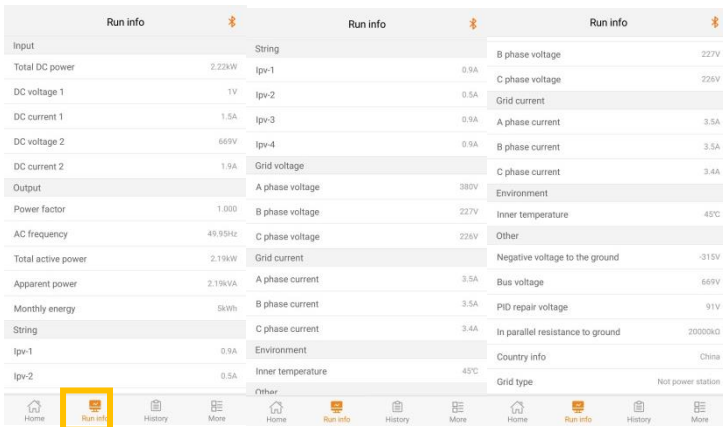 Run info
Input
Total DC power 2.22kW
DC voltage 1 1V
DC current 1 1.5A
DC voltage 2 669V
DC current 2 1.9A
Output
Power factor 1.000
AC frequency 49.95Hz
Total active power 2.19kW
Apparent power 2.19kVA
Monthly energy 5kWh
String
Ipv-1 0.9A
Ipv-2 0.5A
Home Run info History More
Run info
String
Ipv-1 0.9A
Ipv-2 0.5A
Ipv-3 0.9A
Ipv-4 0.9A
Grid voltage
A phase voltage 380V
B phase voltage 227V
C phase voltage 226V
Grid current
A phase current 3.5A
B phase current 3.5A
C phase current 3.4A
Environment
Inner temperature 45℃
Other
Home Run info History More
Run info
B phase voltage 227V
C phase voltage 226V
Grid current
A phase current 3.5A
B phase current 3.5A
C phase current 3.4A
Environment
Inner temperature 45℃
Other
Negative voltage to the ground -315V
Bus voltage 669V
PID repair voltage 91V
In parallel resistance to ground 20000kΩ
Country info China
Grid type Not power station
Home Run info History More